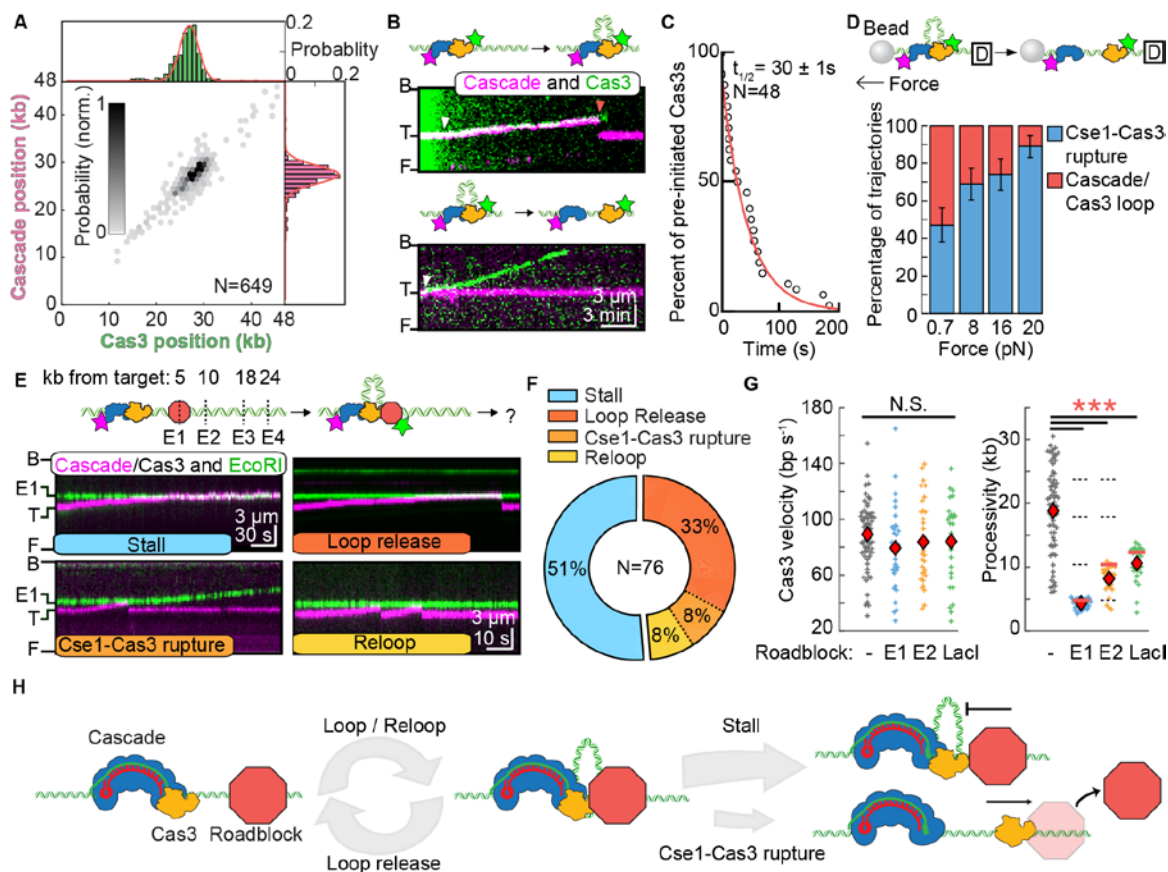 A
0.2
Probablity
0
0
0.2
48
Cascade position (kb)
40
30
20
10
0
1
Probability (norm.)
0
N=649
0
10
20
30
40
48
Cas3 position (kb)
B
Cascade and Cas3
B
T
F
B
T
F
3 μm
3 min
C
Percent of pre-initiated Cas3s
100
50
0
t1/2 = 30 ± 1s
N=48
0
100
200
Time (s)
D
Bead
D
D
Force
Percentage of trajectories
100
80
60
40
20
0
Cse1-Cas3
rupture
Cascade/
Cas3 loop
0.7
8
16
20
Force (pN)
E
kb from target: 5 10 18 24
E1
E2
E3
E4
?
Cascade/Cas3 and EcoRI
B
E1
T
F
3 μm
30 s
Stall
Loop release
B
E1
T
F
Cse1-Cas3 rupture
Reloop
3 μm
10 s
F
Stall
Loop Release
Cse1-Cas3 rupture
Reloop
51%
33%
8%
8%
N=76
G
Cas3 velocity (bp s-1)
180
140
100
60
20
N.S.
Roadblock: - E1 E2 LacI
Processivity (kb)
30
20
10
0
***
- E1 E2 LacI
H
Cascade
Cas3
Roadblock
Loop / Reloop
Loop release
Stall
Cse1-Cas3 rupture